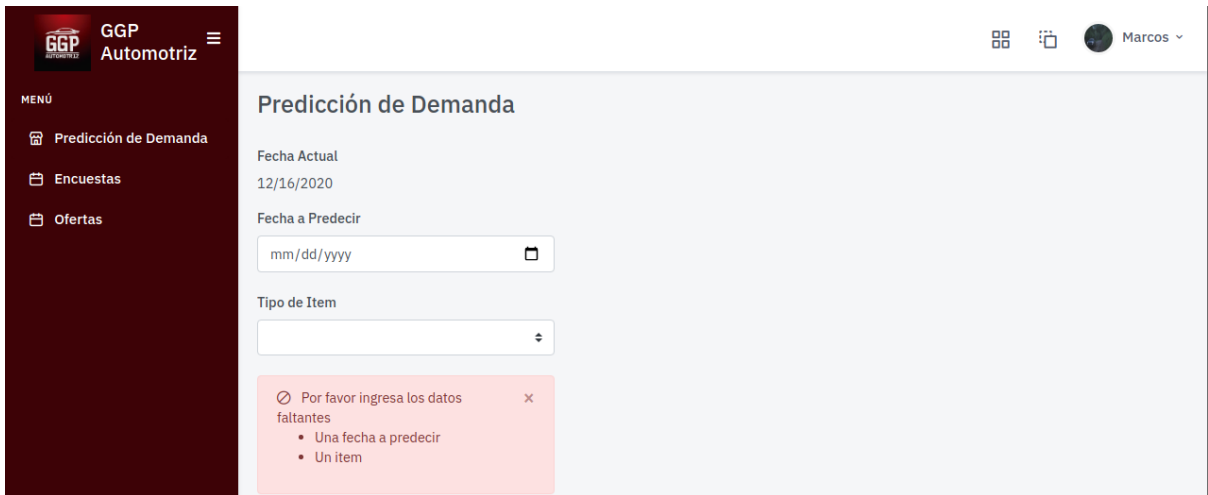 GGP
AUTOMOTRIZ
GGP
Automotriz
Marcos
MENÚ
Predicción de Demanda
Encuestas
Ofertas
Predicción de Demanda
Fecha Actual
12/16/2020
Fecha a Predecir
mm/dd/yyyy
Tipo de Item
Por favor ingresa los datos
faltantes
Una fecha a predecir
Un item